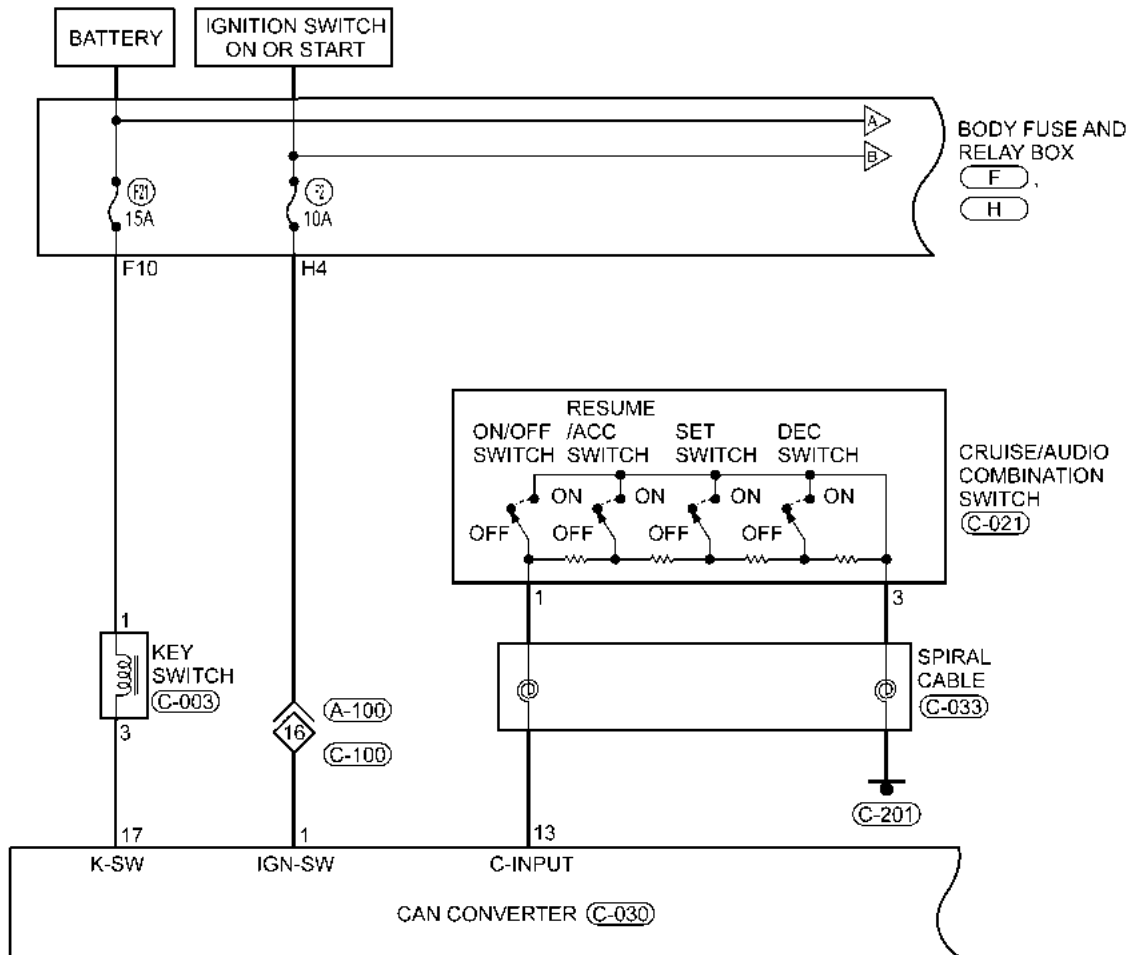 BATTERY
IGNITION SWITCH
ON OR START
A
B
BODY FUSE AND
RELAY BOX
F ,
H
F21
15A
F2
10A
F10
H4
RESUME
ON/OFF /ACC SET DEC
SWITCH SWITCH SWITCH SWITCH
ON ON ON ON
OFF OFF OFF OFF
CRUISE/AUDIO
COMBINATION
SWITCH
C-021
1
3
1
KEY
SWITCH
C-003
3
A-100
16
C-100
SPIRAL
CABLE
C-033
C-201
17
1
13
K-SW
IGN-SW
C-INPUT
CAN CONVERTER C-030